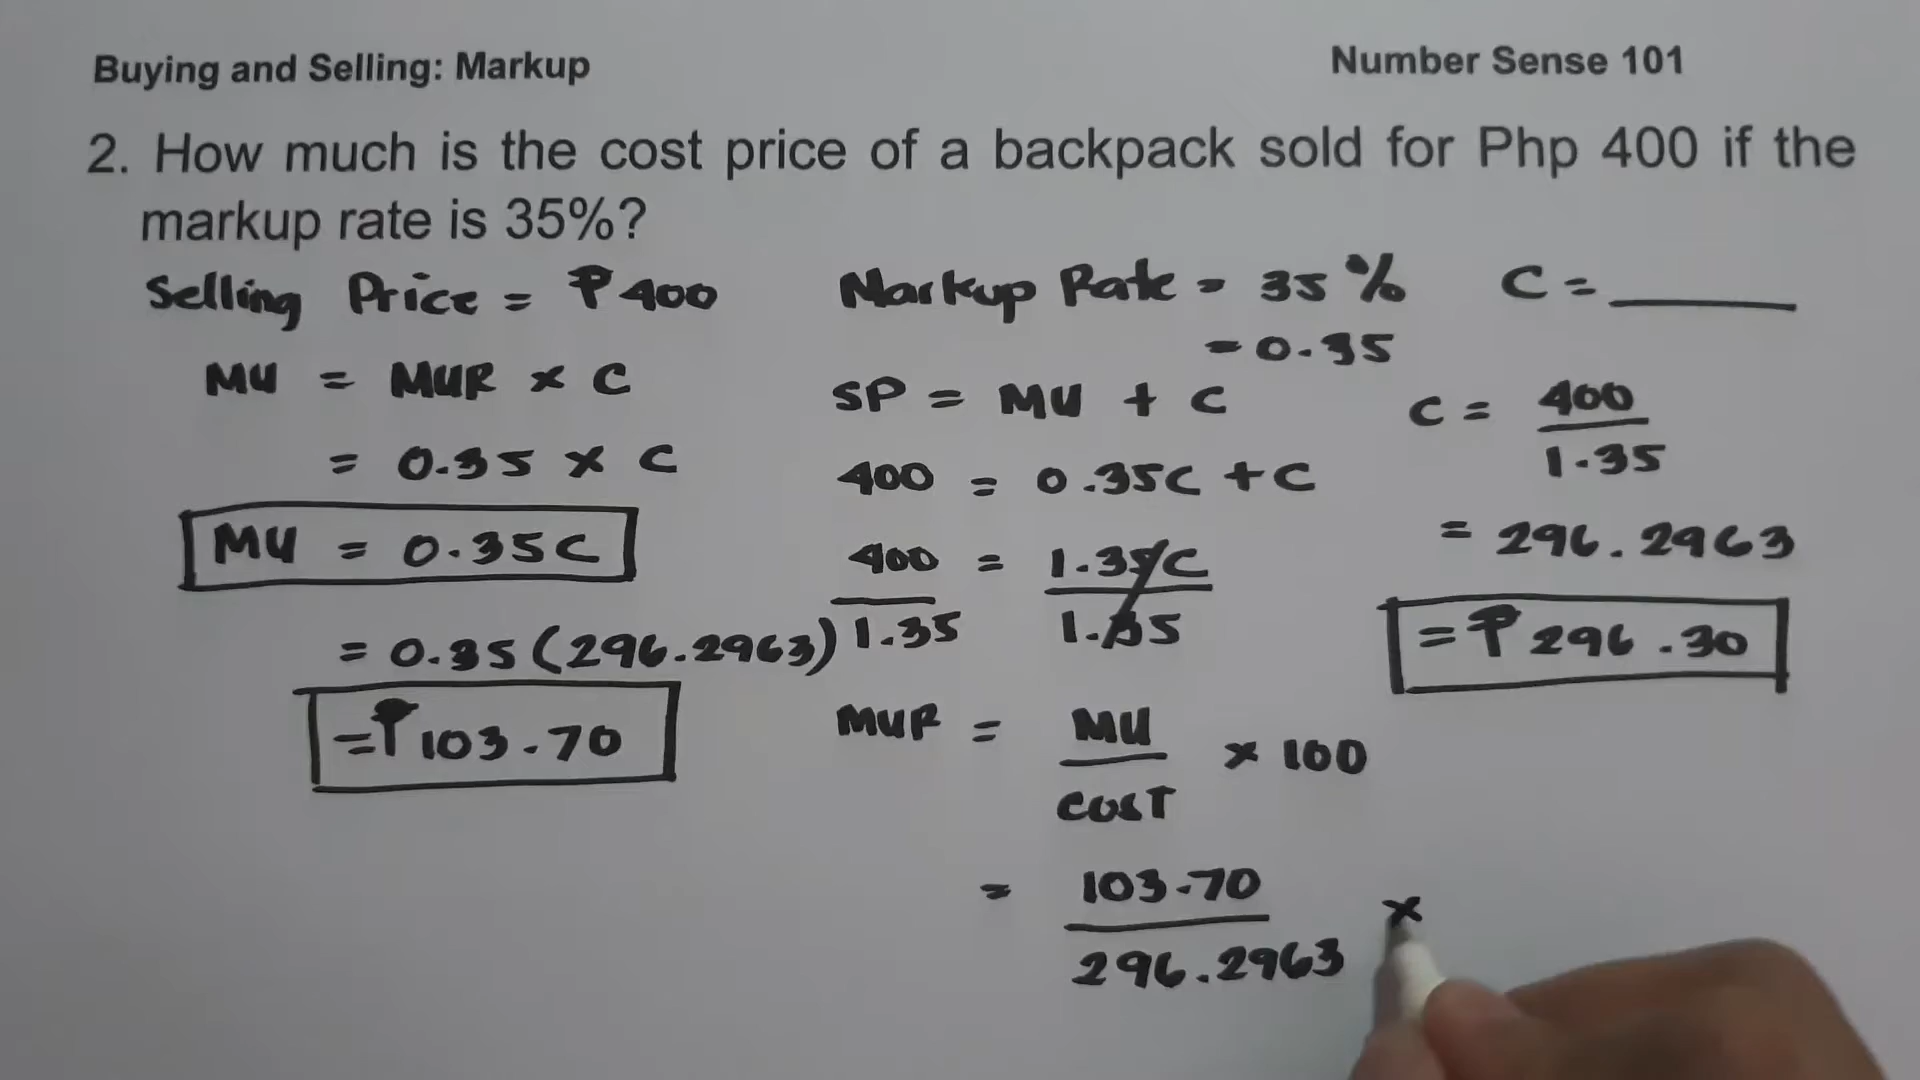 Buying and Selling: Markup
Number Sense 101
2. How much is the cost price of a backpack sold for Php 400 if the
markup rate is 35%?
Selling Price = ₱400
MU = MUR × C
= 0.35 × C
MU = 0.35C
= 0.35(296.2963)
=₱103.70
Markup Rate = 35%
=0.35
SP = MU + C
400 = 0.35C + C
400 = 1.35C
1.35 1.35
MUR = MU × 100
COST
= 103.70 ×
296.2963
C = ______
C = 400
1.35
= 296.2963
=₱296.30